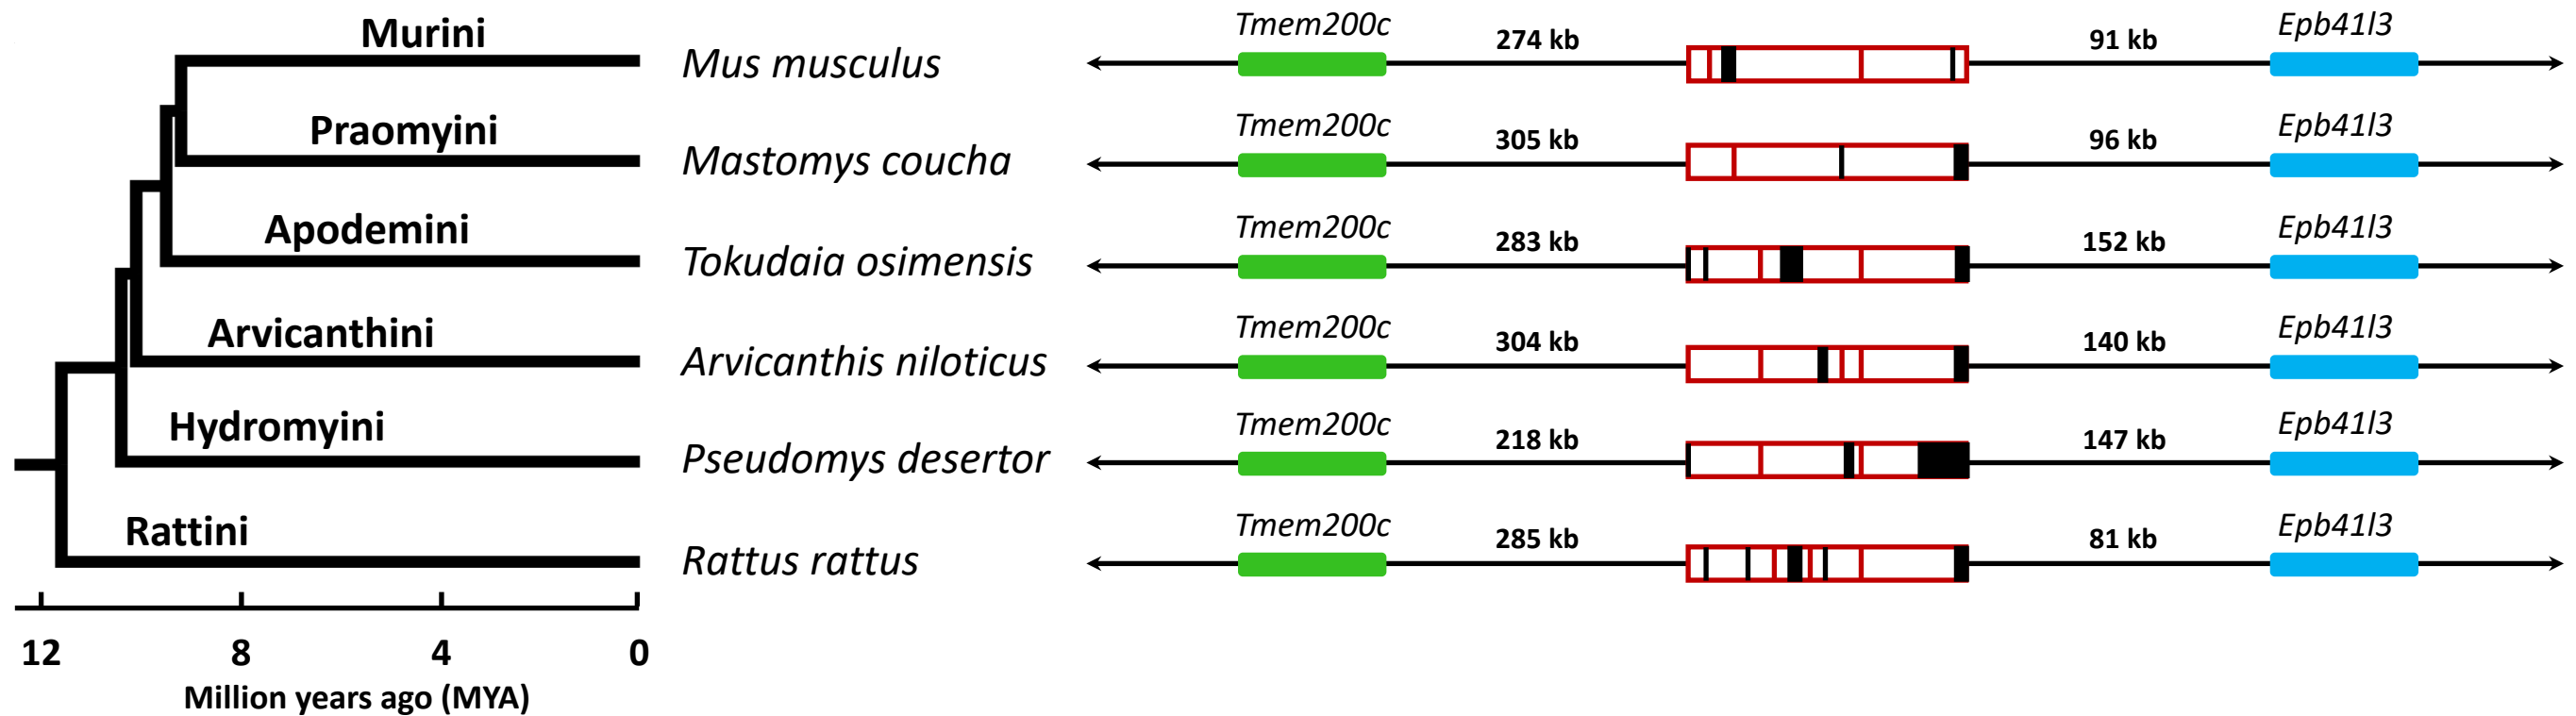 Murini
Mus musculus
Tmem200c
274 kb
91 kb
Epb41l3
Praomyini
Mastomys coucha
Tmem200c
305 kb
96 kb
Epb41l3
Apodemini
Tokudaia osimensis
Tmem200c
283 kb
152 kb
Epb41l3
Arvicanthini
Arvicanthis niloticus
Tmem200c
304 kb
140 kb
Epb41l3
Hydromyini
Pseudomys desertor
Tmem200c
218 kb
147 kb
Epb41l3
Rattini
Rattus rattus
Tmem200c
285 kb
81 kb
Epb41l3
12 8 4 0
Million years ago (MYA)